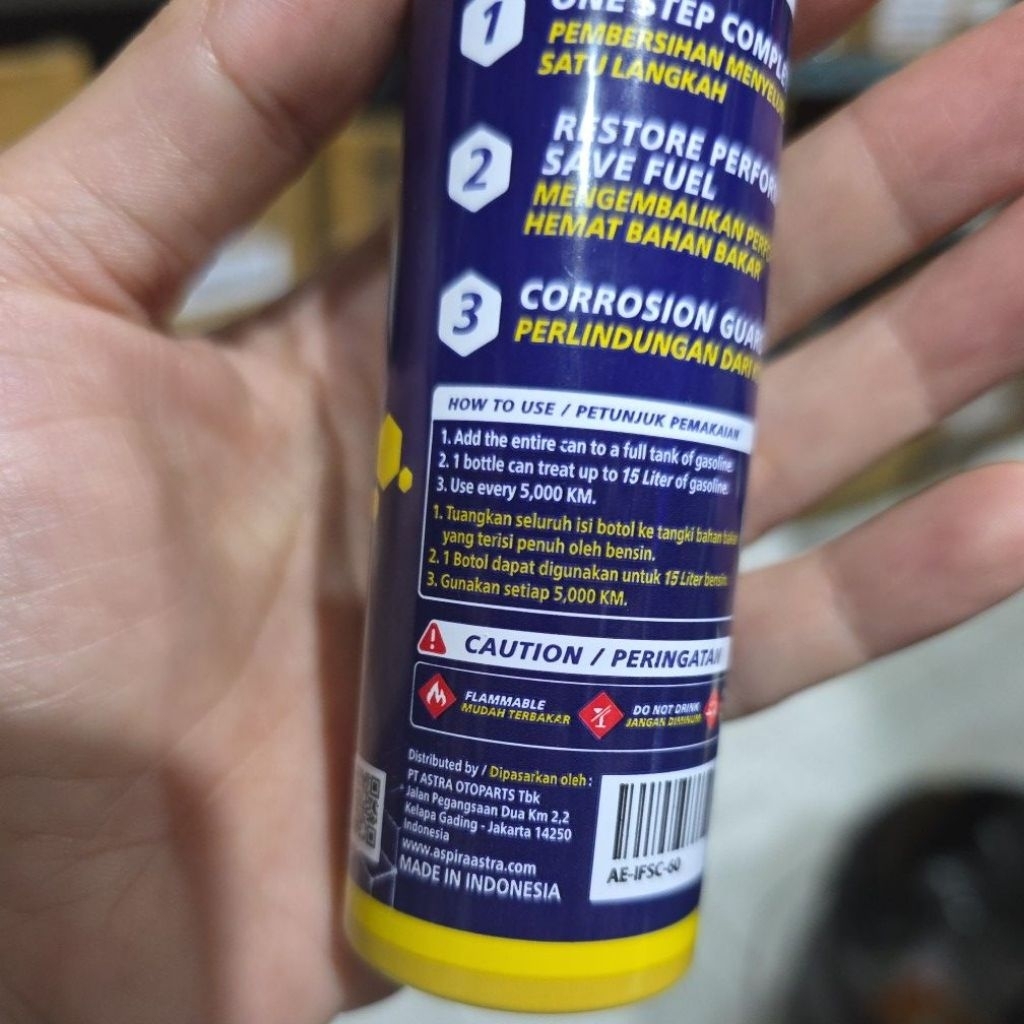 1
ONE STEP
PEMBERSIHAN
SATU LANGKAH
2
RESTORE
SAVE FUEL
MENGEMBALIKAN
HEMAT BAHAN BAKAR
3
CORROSION
PERLINDUNGAN DARI
HOW TO USE / PETUNJUK PEMAKAIAN
1. Add the entire can to a full tank of gasoline.
2. 1 bottle can treat up to 15 Liter of gasoline.
3. Use every 5,000 KM.
1. Tuangkan seluruh isi botol ke tangki bahan
yang terisi penuh oleh bensin.
2. 1 Botol dapat digunakan untuk 15 Liter bensin
3. Gunakan setiap 5,000 KM.
CAUTION / PERINGATAN
FLAMMABLE
MUDAH TERBAKAR
DO NOT DRINK
JANGAN DIMINUM
Distributed by / Dipasarkan oleh :
PT ASTRA OTOPARTS Tbk
Jalan Pegangsaan Dua Km 2,2
Kelapa Gading - Jakarta 14250
Indonesia
www.aspiraastra.com
MADE IN INDONESIA
AE-IFSC-60